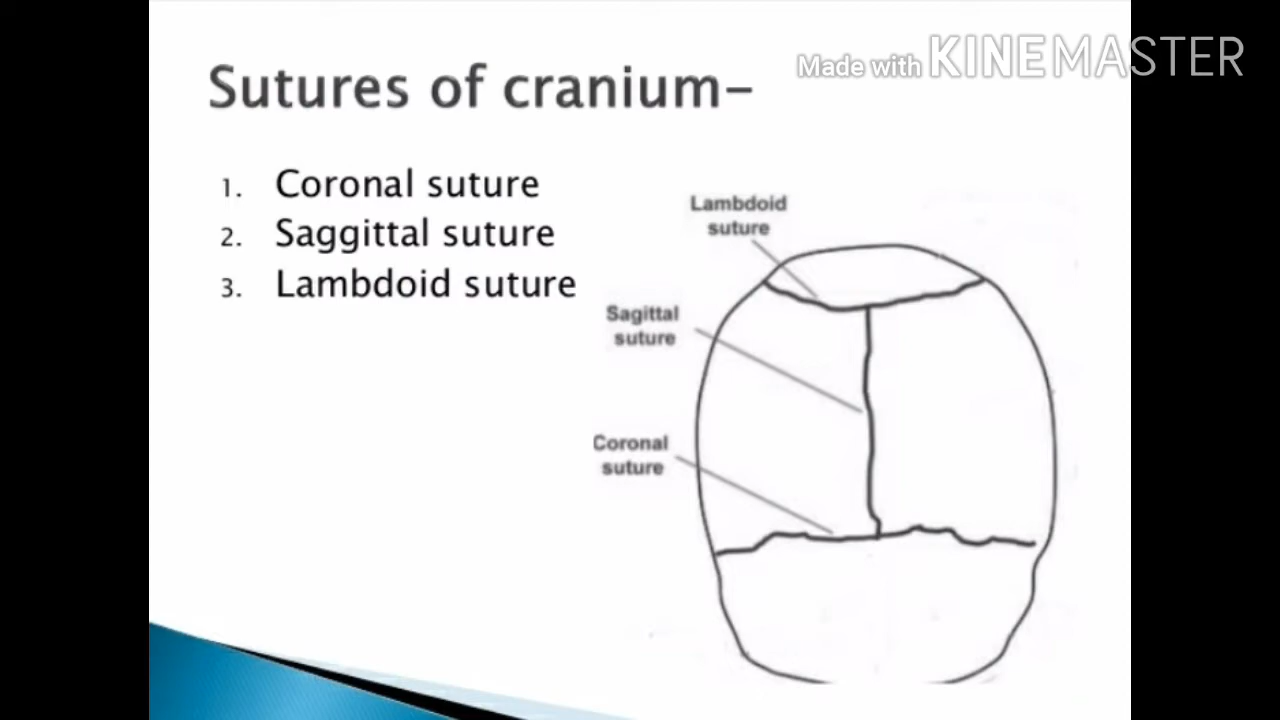 Made with KINEMASTER
Sutures of cranium-
1. Coronal suture
2. Saggittal suture
3. Lambdoid suture
Lambdoid
suture
Sagittal
suture
Coronal
suture